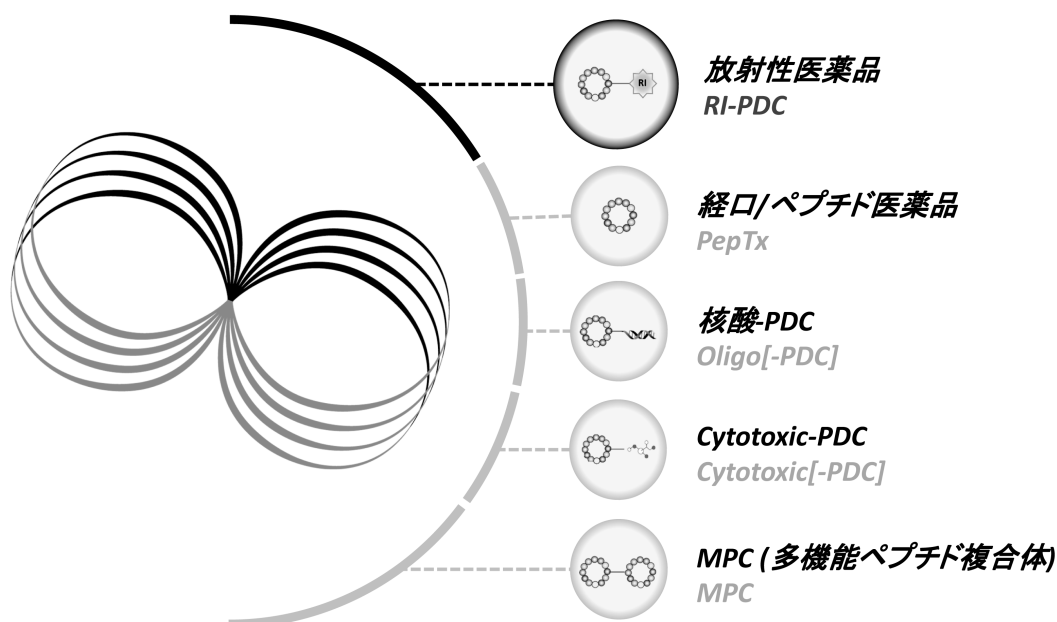 RI
放射性医薬品
RI-PDC
経口/ペプチド医薬品
PepTx
核酸-PDC
Oligo[-PDC]
Cytotoxic-PDC
Cytotoxic[-PDC]
MPC (多機能ペプチド複合体)
MPC